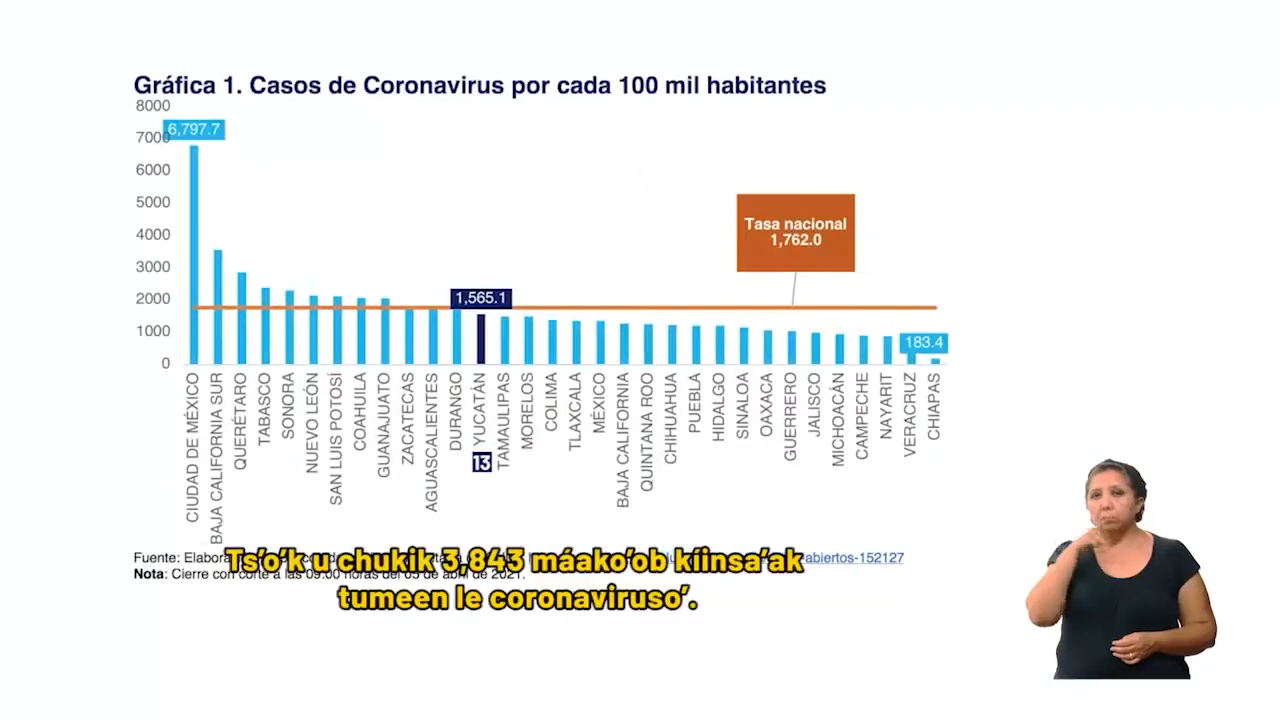 Gráfica 1. Casos de Coronavirus por cada 100 mil habitantes
8000
7000
6000
5000
4000
3000
2000
1000
0
6,797.7
1,565.1
183.4
Tasa nacional
1,762.0
CIUDAD DE MÉXICO
BAJA CALIFORNIA SUR
QUERÉTARO
TABASCO
SONORA
NUEVO LEÓN
SAN LUIS POTOSÍ
COAHUILA
GUANAJUATO
ZACATECAS
AGUASCALIENTES
DURANGO
YUCATÁN
13
TAMAULIPAS
MORELOS
COLIMA
TLAXCALA
MÉXICO
BAJA CALIFORNIA
QUINTANA ROO
CHIHUAHUA
PUEBLA
HIDALGO
SINALOA
OAXACA
GUERRERO
JALISCO
MICHOACÁN
CAMPECHE
NAYARIT
VERACRUZ
CHIAPAS
Fuente: abiertos-152127
Nota: Cierre con corte a las 09:00 horas del 05 de abril de 2021.
Ts'o'k u chukik 3,843 máako'ob kíinsa'ak
tumeen le coronaviruso'.